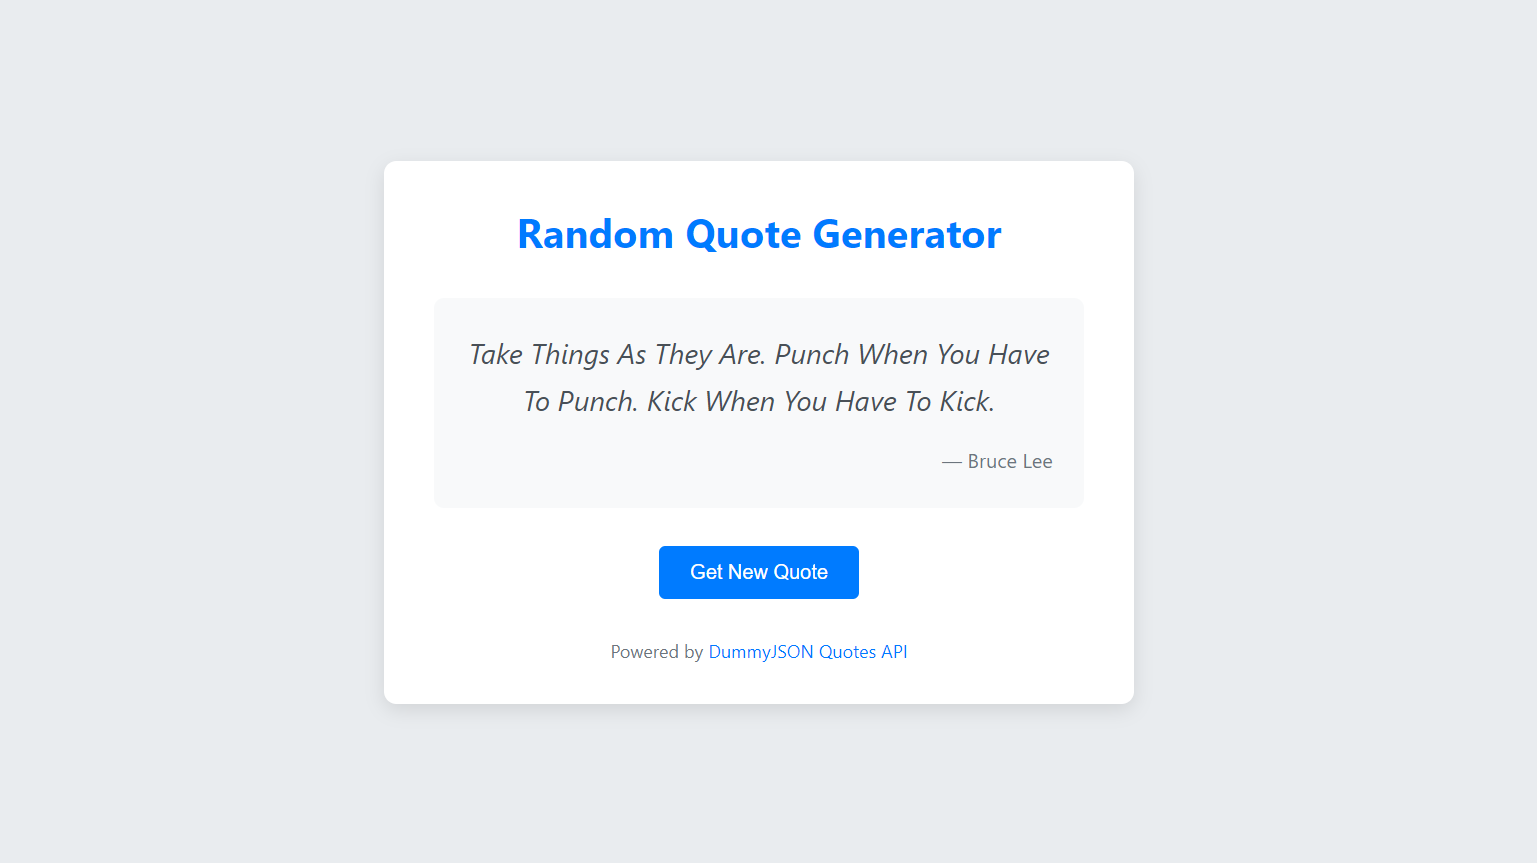 Random Quote Generator
Take Things As They Are. Punch When You Have
To Punch. Kick When You Have To Kick.
— Bruce Lee
Get New Quote
Powered by DummyJSON Quotes API